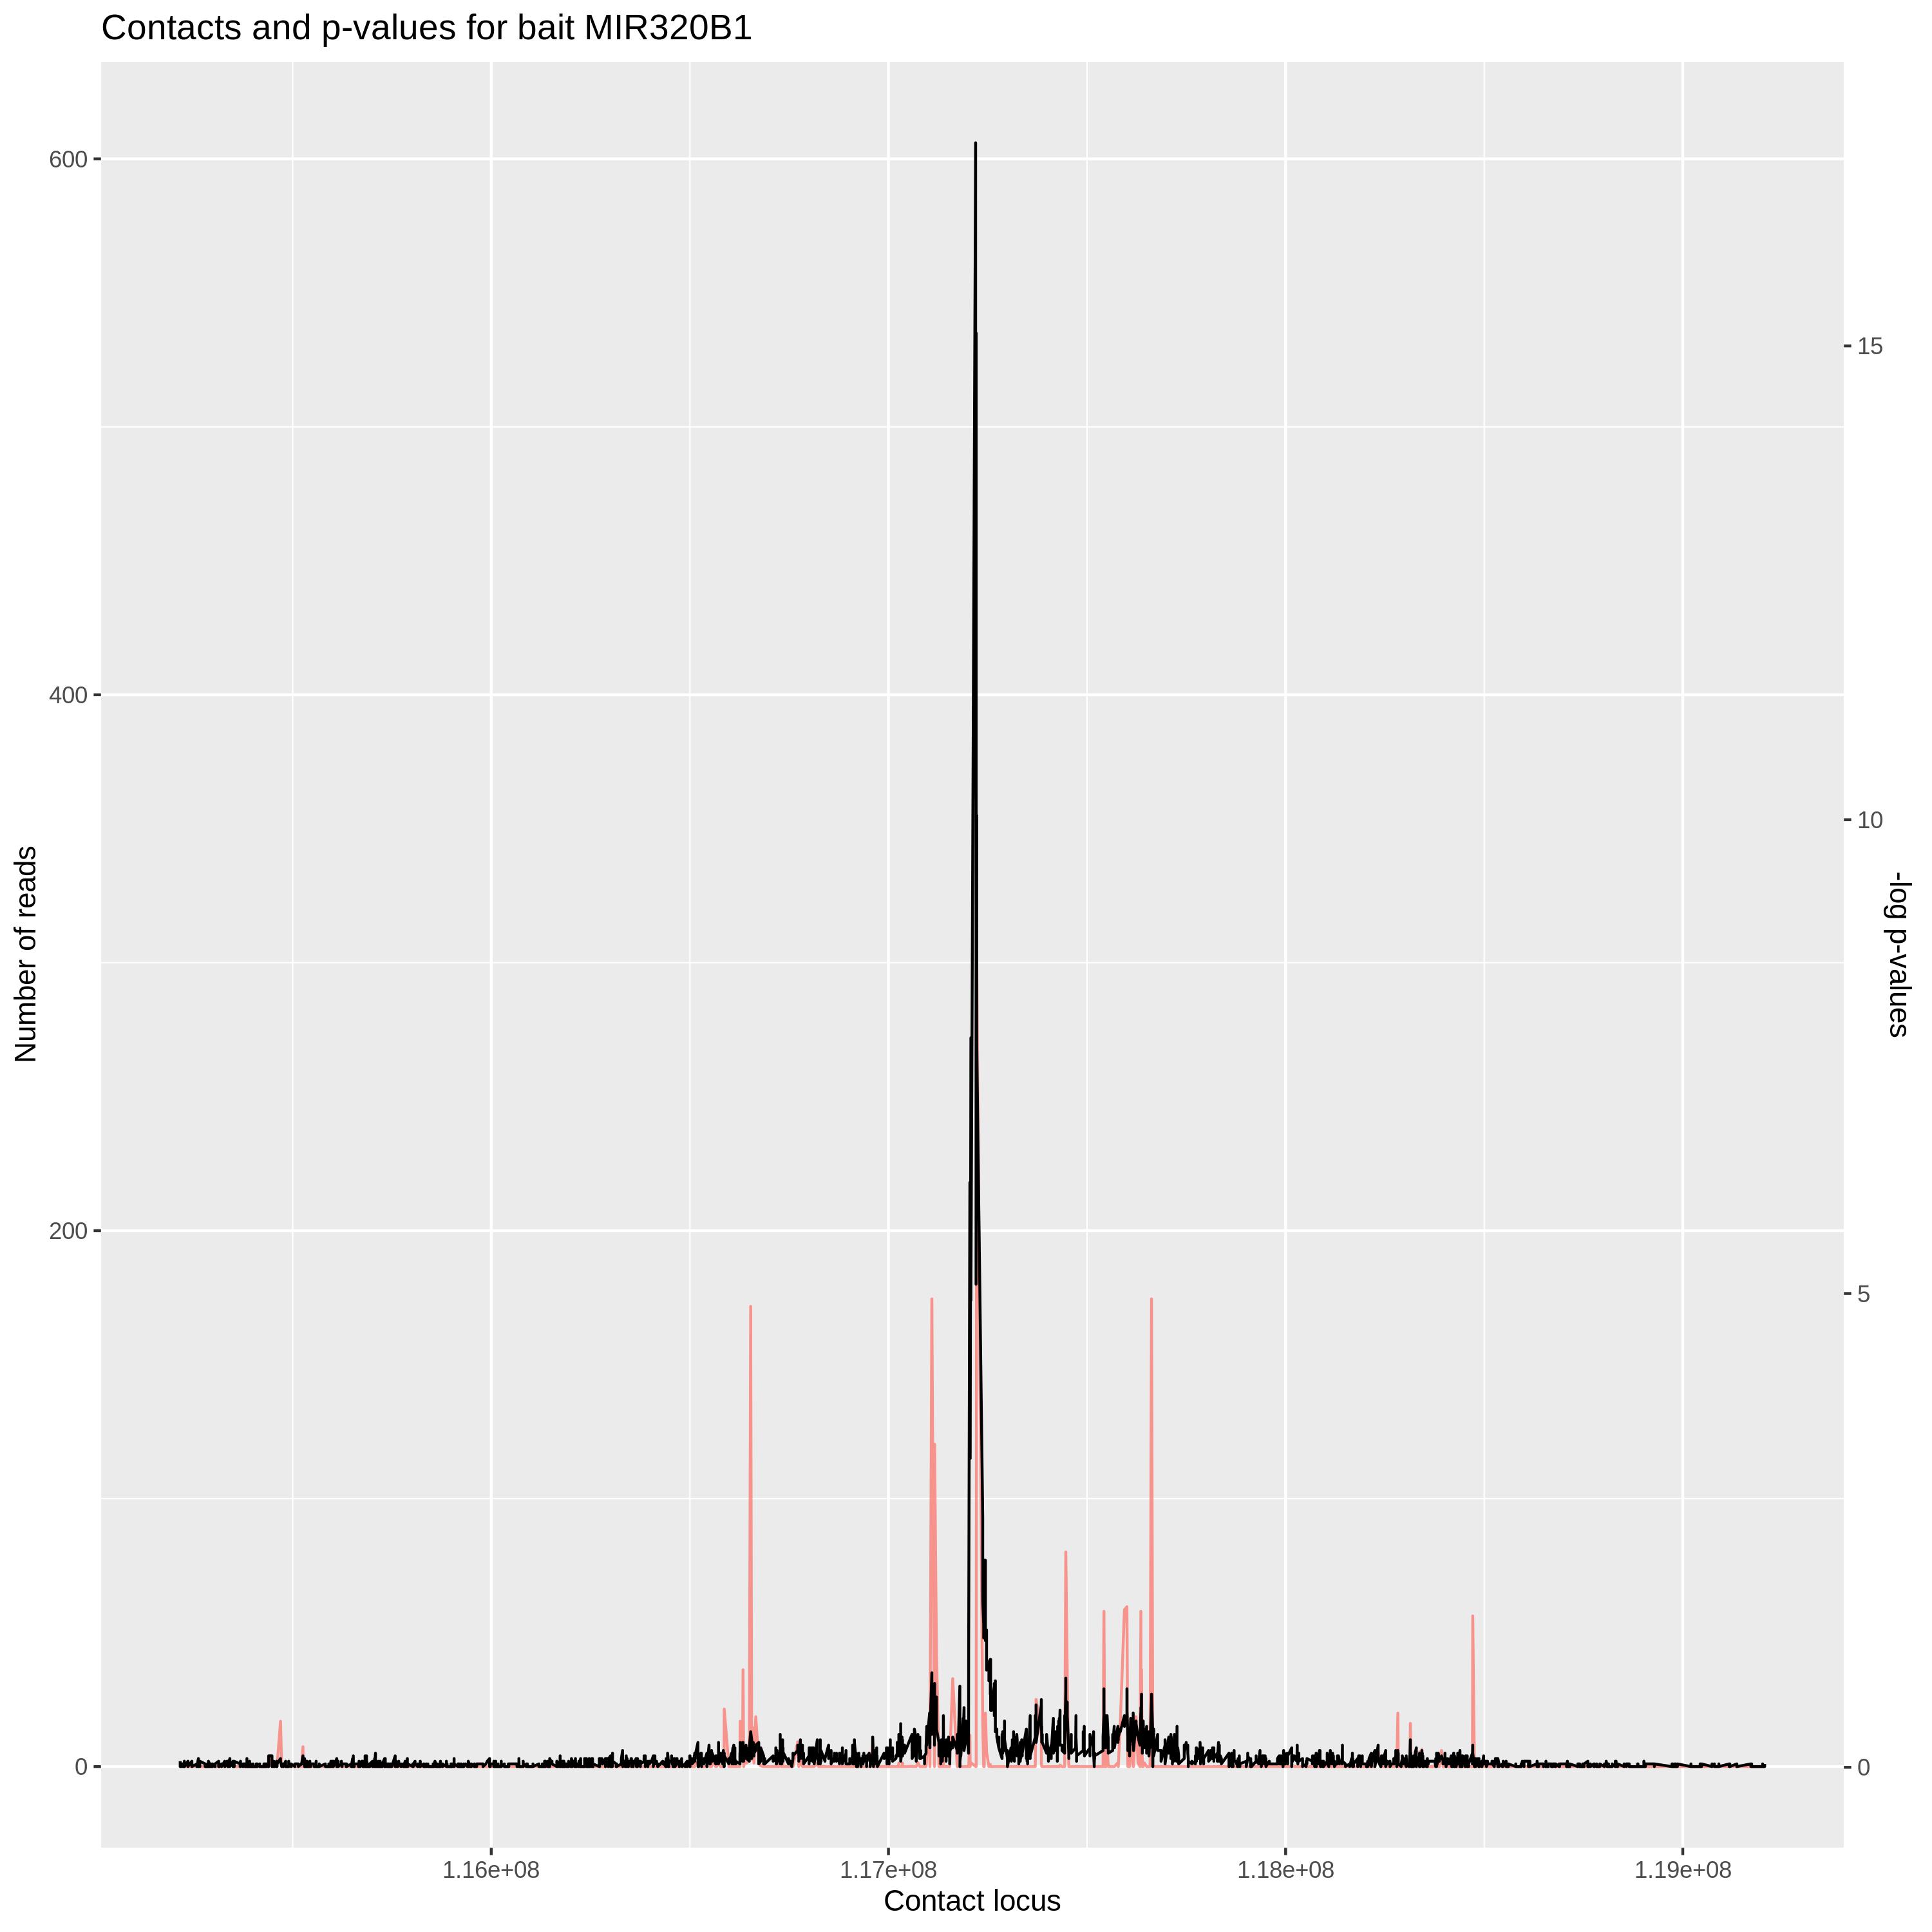 Contacts and p-values for bait MIR320B1
600
400
200
0
Number of reads
15
10
5
0
-log p-values
1.16e+08
1.17e+08
1.18e+08
1.19e+08
Contact locus